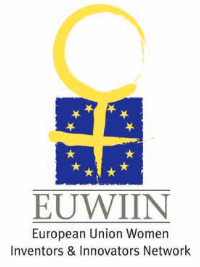 EUWIIN
European Union Women
Inventors & Innovators Network